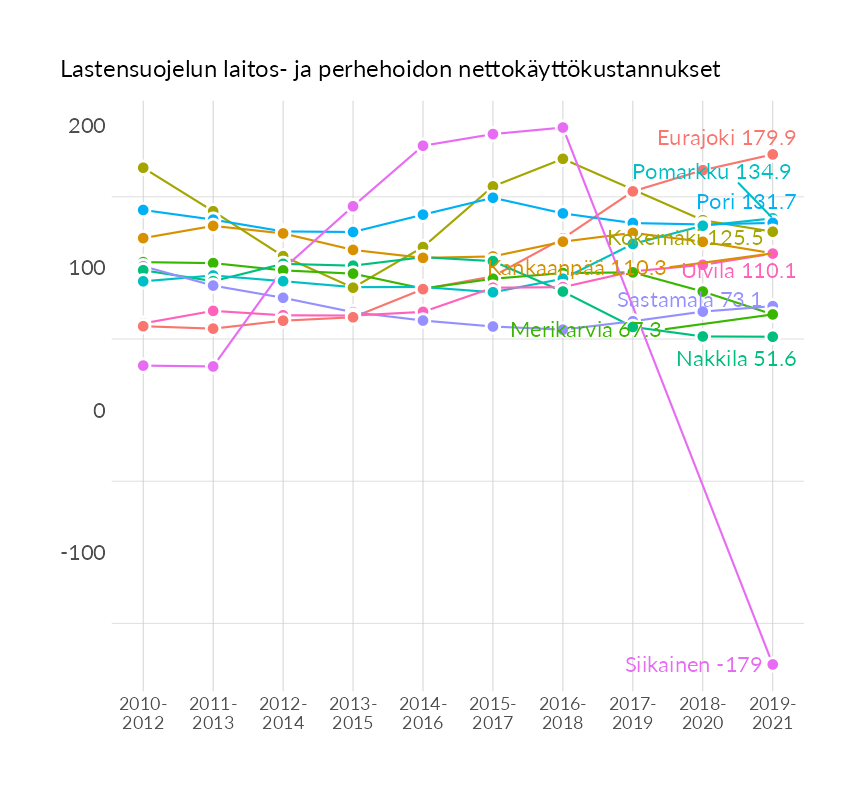 Lastensuojelun laitos- ja perhehoidon nettokäyttökustannukset
200
100
0
-100
Eurajoki 179.9
Pomarkku 134.9
Pori 131.7
Kokemäki 125.5
Kankaanpää 110.3
Ulvila 110.1
Sastamala 73.1
Merikarvia 67.3
Nakkila 51.6
Siikainen -179
2010-
2012
2011-
2013
2012-
2014
2013-
2015
2014-
2016
2015-
2017
2016-
2018
2017-
2019
2018-
2020
2019-
2021